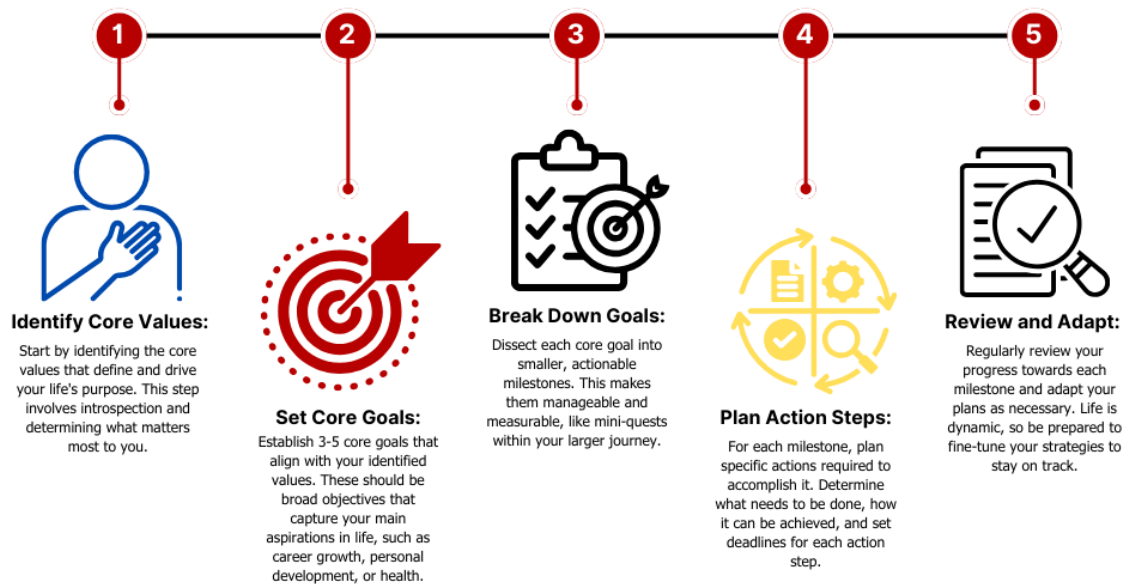 1
2
3
4
5
Identify Core Values:
Start by identifying the core
values that define and drive
your life's purpose. This step
involves introspection and
determining what matters
most to you.
Set Core Goals:
Establish 3-5 core goals that
align with your identified
values. These should be
broad objectives that
capture your main
aspirations in life, such as
career growth, personal
development, or health.
Break Down Goals:
Dissect each core goal into
smaller, actionable
milestones. This makes
them manageable and
measurable, like mini-quests
within your larger journey.
Plan Action Steps:
For each milestone, plan
specific actions required to
accomplish it. Determine
what needs to be done, how
it can be achieved, and set
deadlines for each action
step.
Review and Adapt:
Regularly review your
progress towards each
milestone and adapt your
plans as necessary. Life is
dynamic, so be prepared to
fine-tune your strategies to
stay on track.